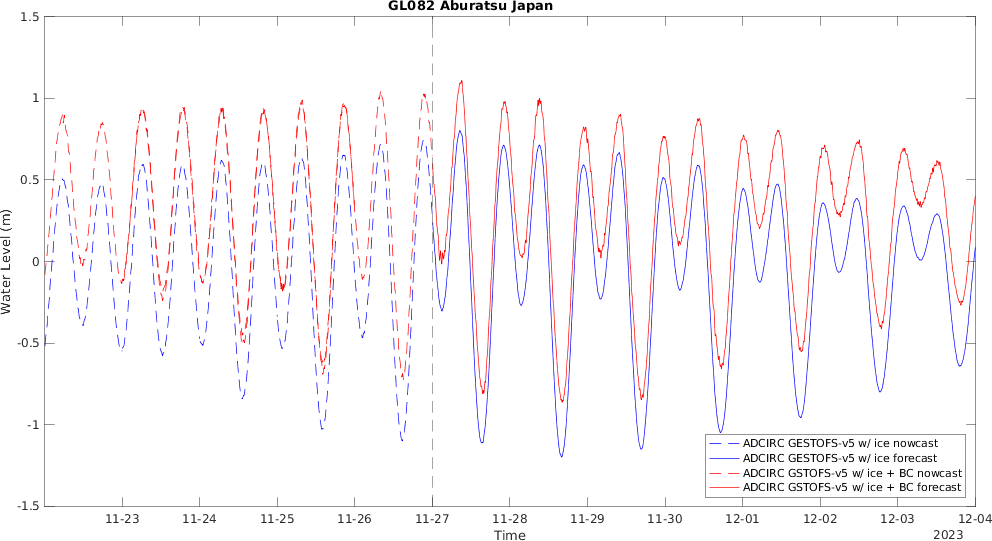 GL082 Aburatsu Japan
1.5
1
0.5
0
-0.5
-1
-1.5
Water Level (m)
ADCIRC GESTOFS-v5 w/ ice nowcast
ADCIRC GESTOFS-v5 w/ ice forecast
ADCIRC GSTOFS-v5 w/ ice + BC nowcast
ADCIRC GSTOFS-v5 w/ ice + BC forecast
11-23 11-24 11-25 11-26 11-27 11-28 11-29 11-30 12-01 12-02 12-03 12-04
Time
2023